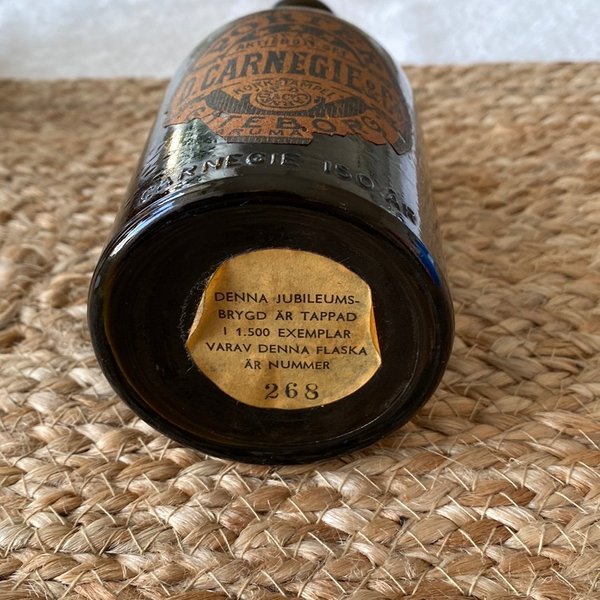 D. CARNEGIE & C
CARNEGIE 150 ÅR
DENNA JUBILEUMS-
BRYGD ÄR TAPPAD
I 1.500 EXEMPLAR
VARAV DENNA FLASKA
ÄR NUMMER
268